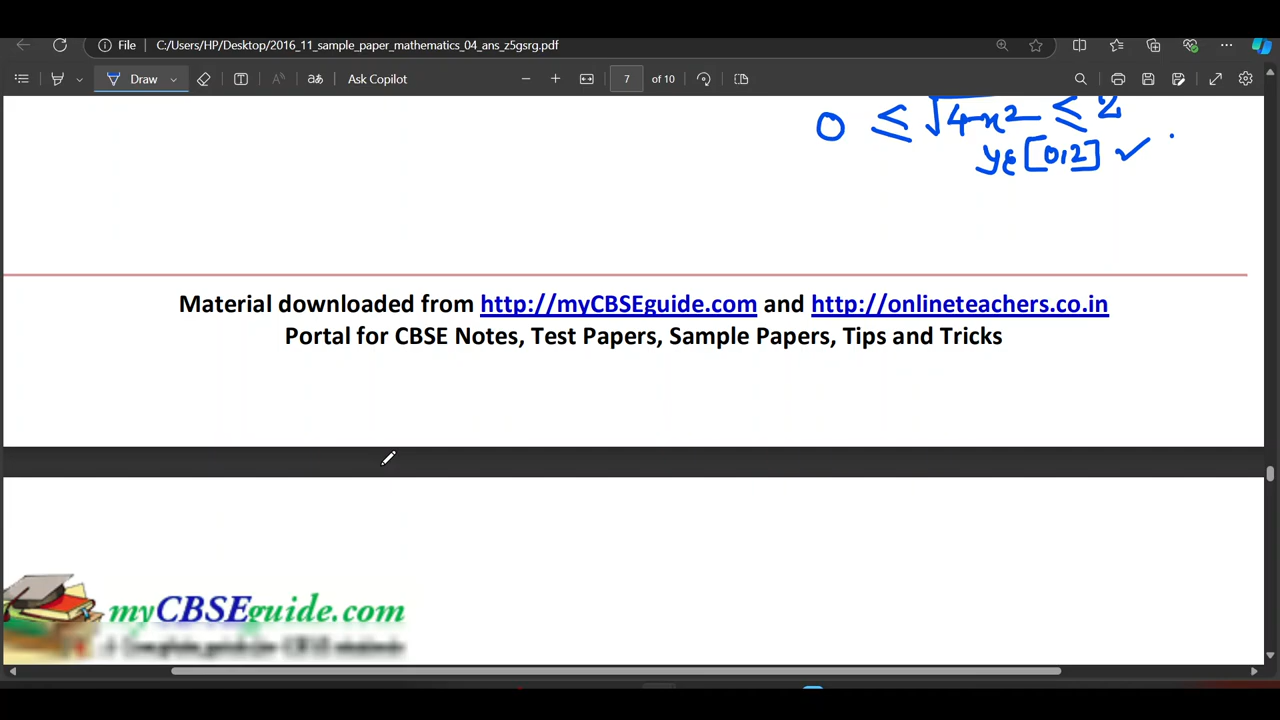 File C:/Users/HP/Desktop/2016_11_sample_paper_mathematics_04_ans_z5gsrg.pdf
Draw Ask Copilot 7 of 10
0 ≤ √4-x2 ≤ 2
y∈[0,2] ✓
Material downloaded from http://myCBSEguide.com and http://onlineteachers.co.in
Portal for CBSE Notes, Test Papers, Sample Papers, Tips and Tricks
myCBSEguide.com